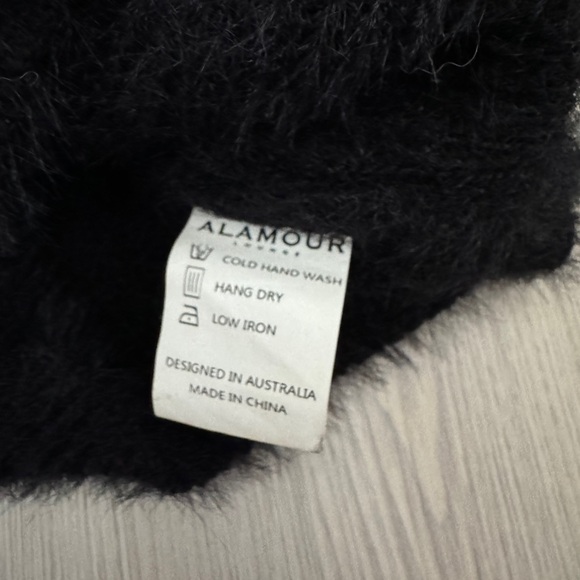 ALAMOUR
LOUNGE
COLD HAND WASH
HANG DRY
LOW IRON
DESIGNED IN AUSTRALIA
MADE IN CHINA